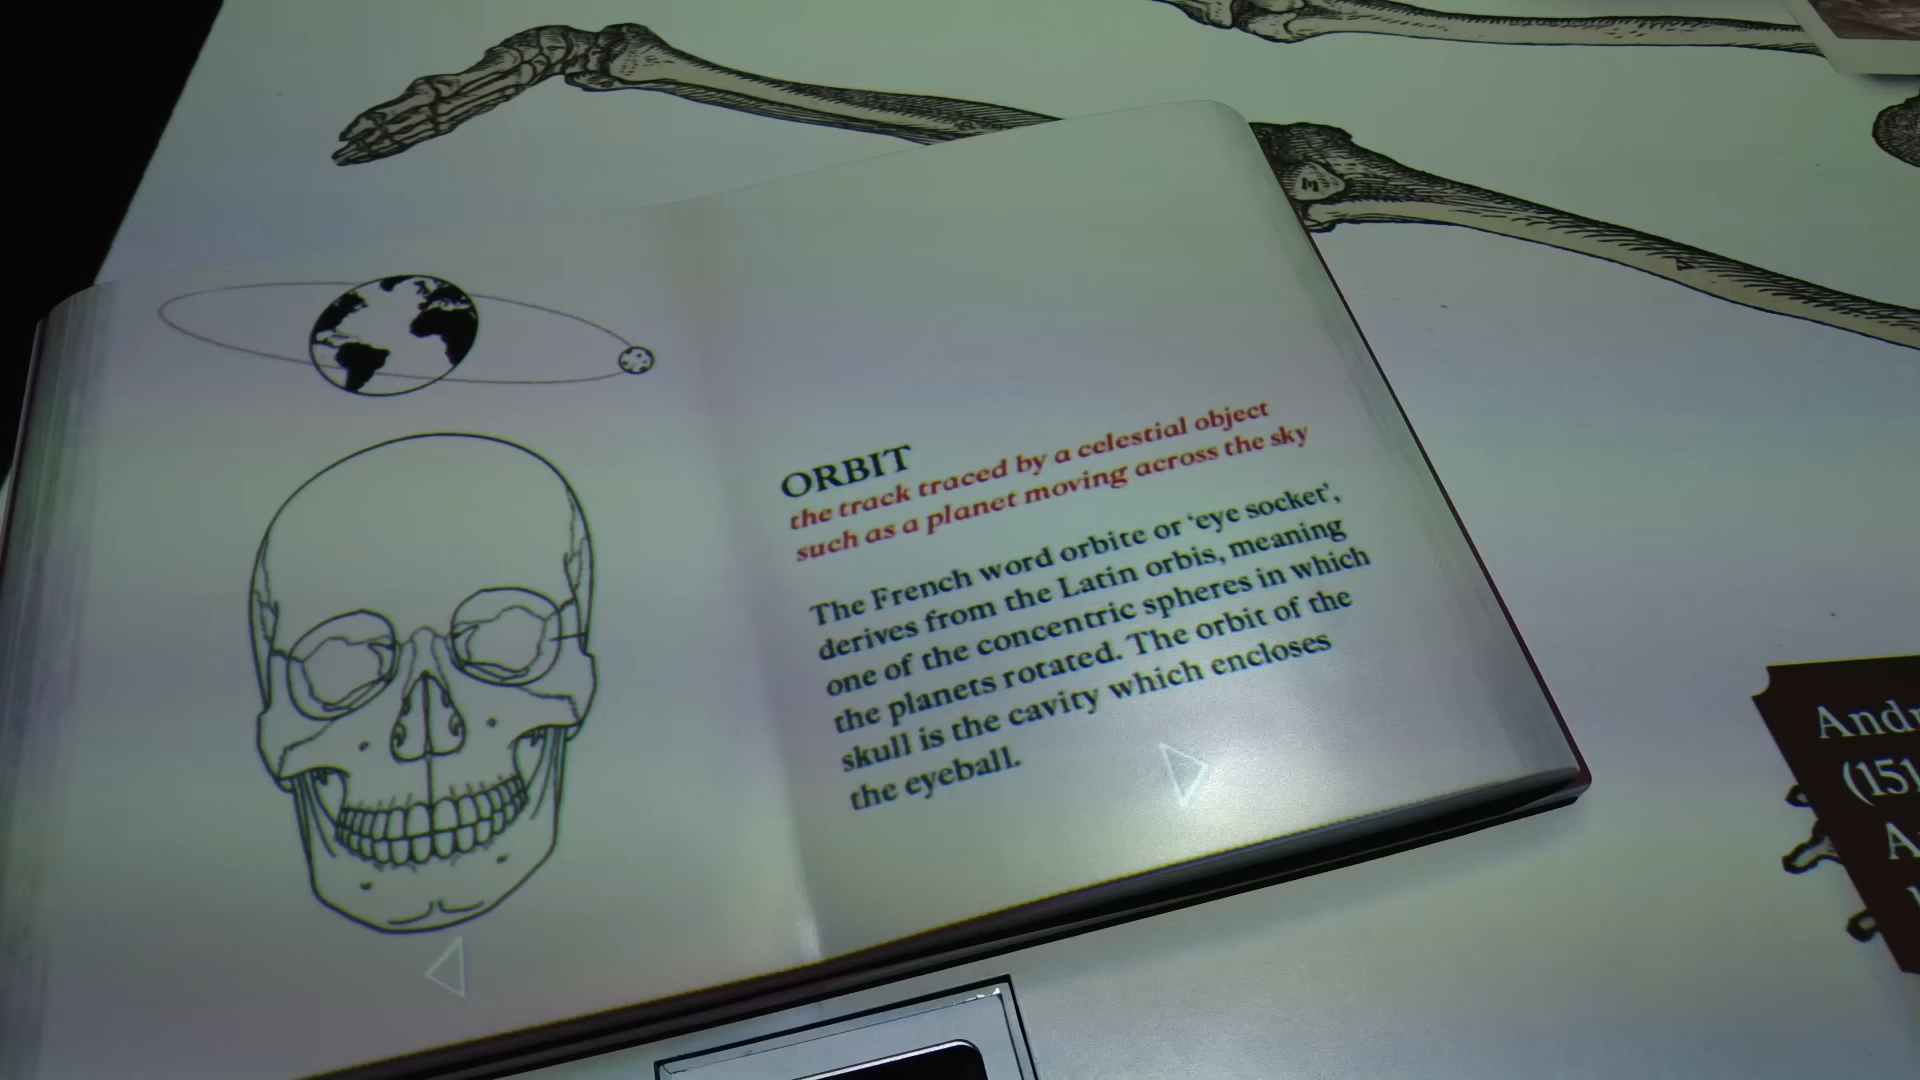 ORBIT
the track traced by a celestial object
such as a planet moving across the sky
The French word orbite or ‘eye socket’,
derives from the Latin orbis, meaning
one of the concentric spheres in which
the planets rotated. The orbit of the
skull is the cavity which encloses
the eyeball.
(151